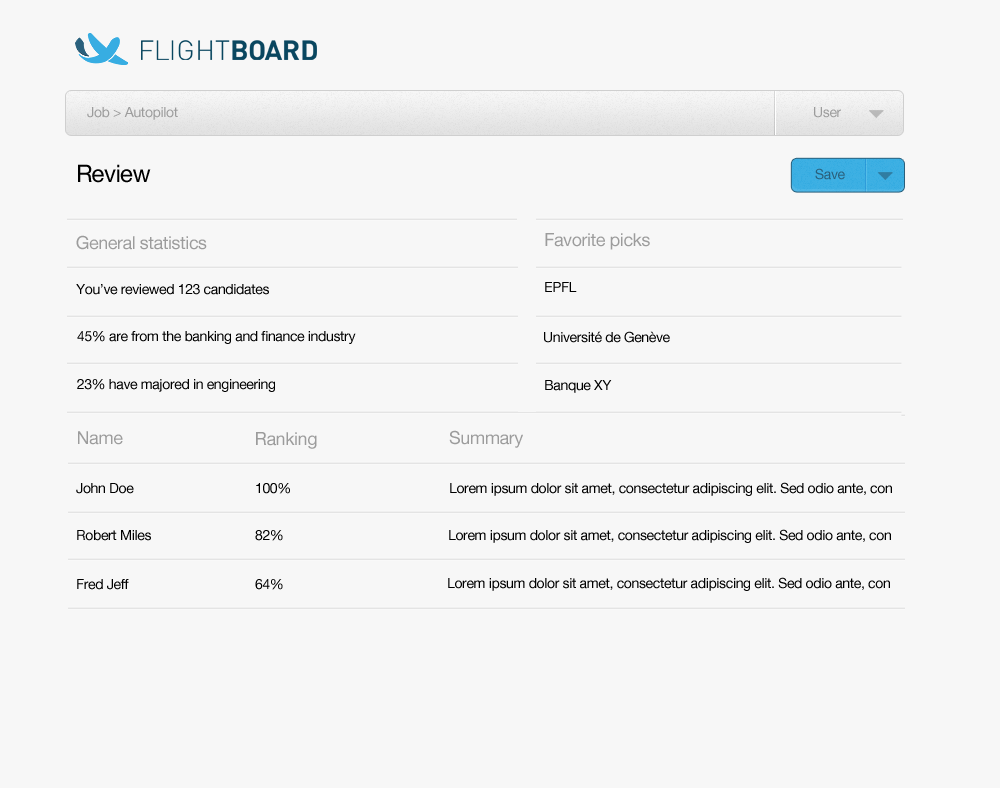 FLIGHTBOARD
Job > Autopilot
User
Review
Save
General statistics
You’ve reviewed 123 candidates
45% are from the banking and finance industry
23% have majored in engineering
Favorite picks
EPFL
Université de Genève
Banque XY
Name Ranking Summary
John Doe 100% Lorem ipsum dolor sit amet, consectetur adipiscing elit. Sed odio ante, con
Robert Miles 82% Lorem ipsum dolor sit amet, consectetur adipiscing elit. Sed odio ante, con
Fred Jeff 64% Lorem ipsum dolor sit amet, consectetur adipiscing elit. Sed odio ante, con